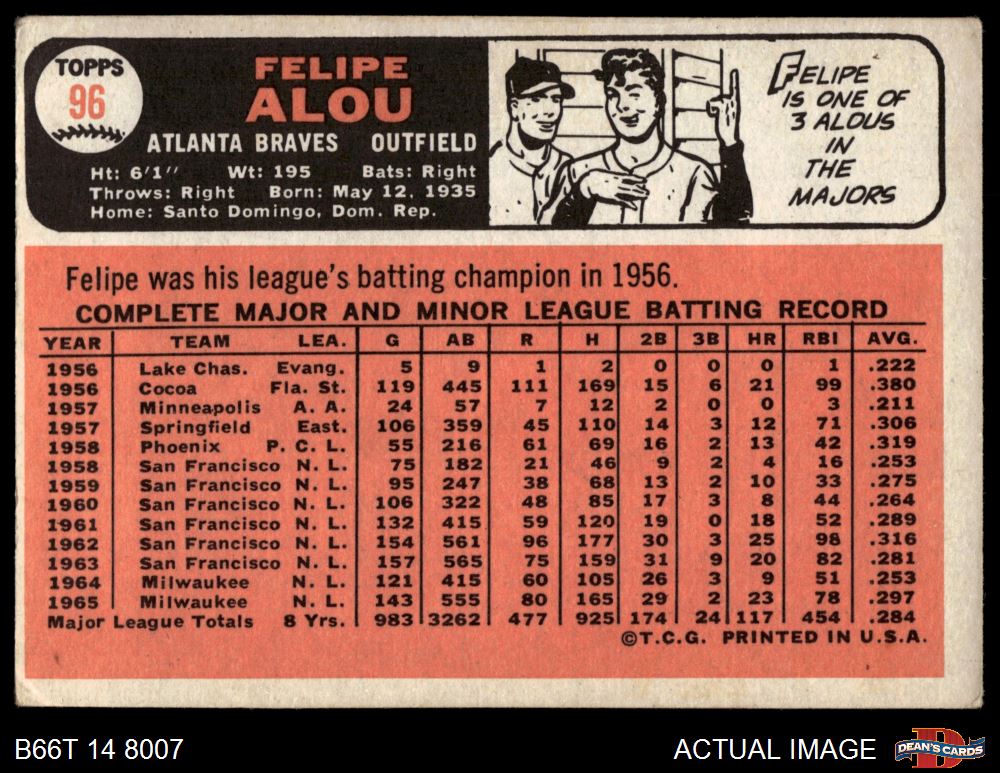 TOPPS
96
FELIPE
ALOU
ATLANTA BRAVES OUTFIELD
Ht: 6'1" Wt: 195 Bats: Right
Throws: Right Born: May 12, 1935
Home: Santo Domingo, Dom. Rep.
FELIPE
IS ONE OF
3 ALOUS
IN
THE
MAJORS
Felipe was his league's batting champion in 1956.
COMPLETE MAJOR AND MINOR LEAGUE BATTING RECORD
YEAR TEAM LEA. G AB R H 2B 3B HR RBI AVG.
1956 Lake Chas. Evang. 5 9 1 2 0 0 0 1 .222
1956 Cocoa Fla. St. 119 445 111 169 15 6 21 99 .380
1957 Minneapolis A. A. 24 57 7 12 2 0 0 3 .211
1957 Springfield East. 106 359 45 110 14 3 12 71 .306
1958 Phoenix P. C. L. 55 216 61 69 16 2 13 42 .319
1958 San Francisco N. L. 75 182 21 46 9 2 4 16 .253
1959 San Francisco N. L. 95 247 38 68 13 2 10 33 .275
1960 San Francisco N. L. 106 322 48 85 17 3 8 44 .264
1961 San Francisco N. L. 132 415 59 120 19 0 18 52 .289
1962 San Francisco N. L. 154 561 96 177 30 3 25 98 .316
1963 San Francisco N. L. 157 565 75 159 31 9 20 82 .281
1964 Milwaukee N. L. 121 415 60 105 26 3 9 51 .253
1965 Milwaukee N. L. 143 555 80 165 29 2 23 78 .297
Major League Totals 8 Yrs. 983 3262 477 925 174 24 117 454 .284
©T.C.G. PRINTED IN U.S.A.
B66T 14 8007
ACTUAL IMAGE
DEAN'S CARDS